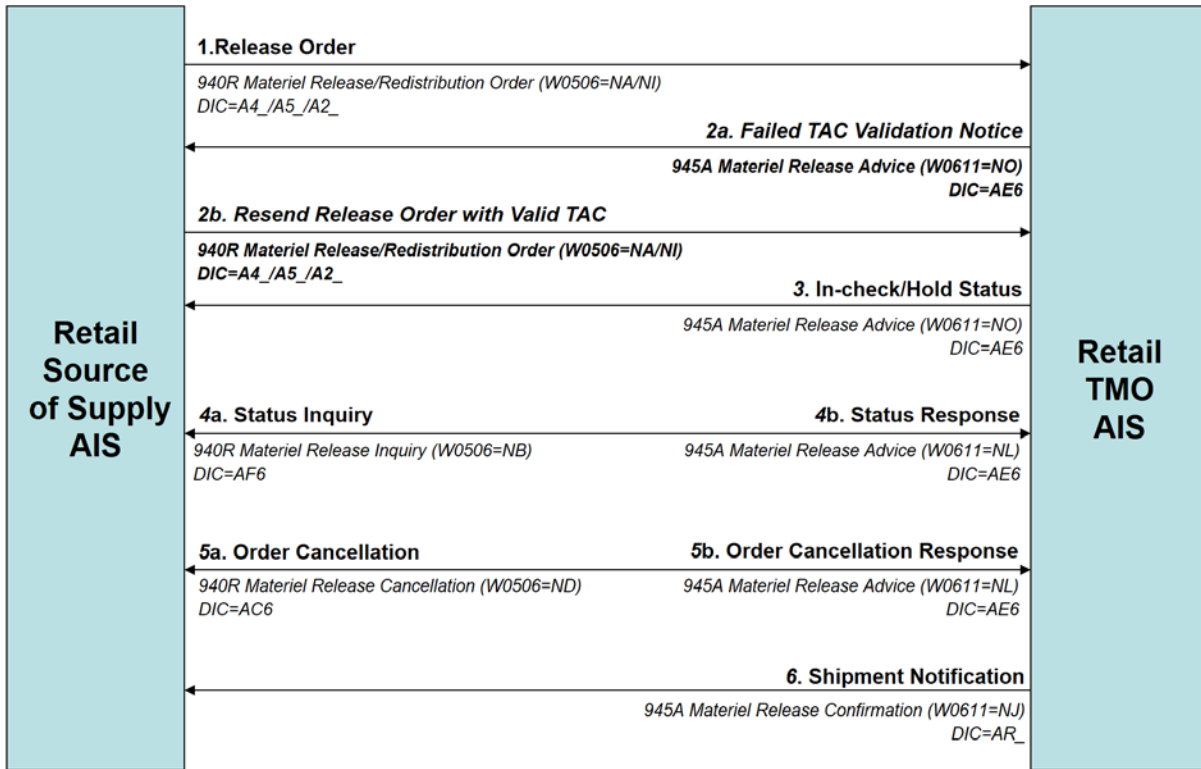 1.Release Order
940R Materiel Release/Redistribution Order (W0506=NA/NI)
DIC=A4_/A5_/A2_
2a. Failed TAC Validation Notice
945A Materiel Release Advice (W0611=NO)
DIC=AE6
2b. Resend Release Order with Valid TAC
940R Materiel Release/Redistribution Order (W0506=NA/NI)
DIC=A4_/A5_/A2_
3. In-check/Hold Status
945A Materiel Release Advice (W0611=NO)
DIC=AE6
Retail
Source
of Supply
AIS
Retail
TMO
AIS
4a. Status Inquiry
4b. Status Response
940R Materiel Release Inquiry (W0506=NB)
945A Materiel Release Advice (W0611=NL)
DIC=AF6
DIC=AE6
5a. Order Cancellation
5b. Order Cancellation Response
940R Materiel Release Cancellation (W0506=ND)
945A Materiel Release Advice (W0611=NL)
DIC=AC6
DIC=AE6
6. Shipment Notification
945A Materiel Release Confirmation (W0611=NJ)
DIC=AR_